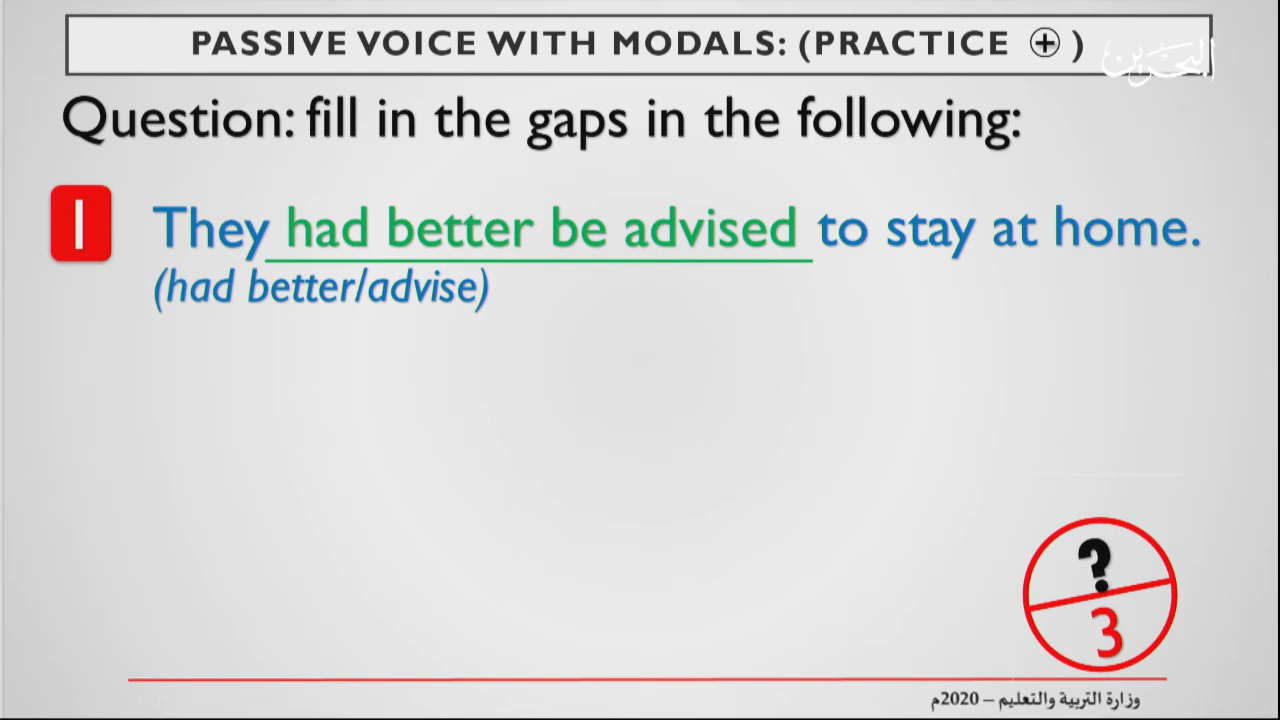 PASSIVE VOICE WITH MODALS: (PRACTICE + )
البحرين
Question: fill in the gaps in the following:
1
They had better be advised to stay at home.
(had better/advise)
?
3
وزارة التربية والتعليم – 2020م